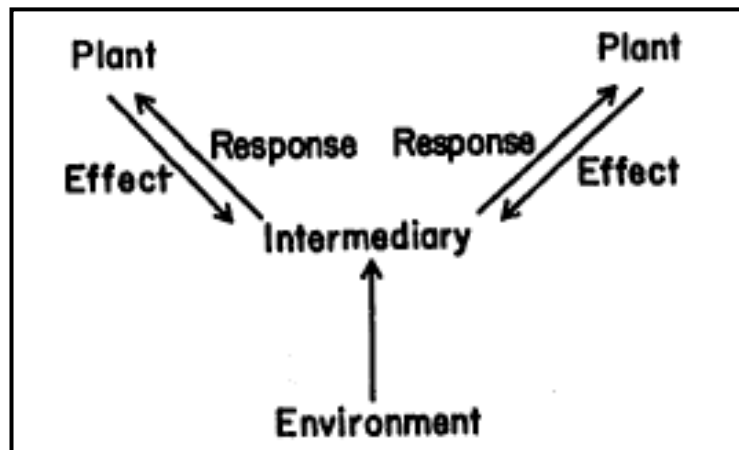 Plant Plant
Response Response
Effect Effect
Intermediary
Environment